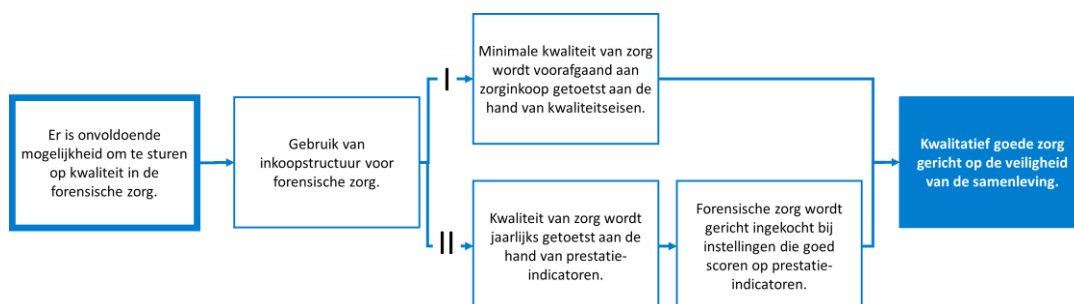 Er is onvoldoende
mogelijkheid om te sturen
op kwaliteit in de
forensische zorg.
Gebruik van
inkoopstructuur voor
forensische zorg.
I
Minimale kwaliteit van zorg
wordt voorafgaand aan
zorginkoop getoetst aan de
hand van kwaliteitseisen.
II
Kwaliteit van zorg wordt
jaarlijks getoetst aan de
hand van prestatie-
indicatoren.
Forensische zorg wordt
gericht ingekocht bij
instellingen die goed
scoren op prestatie-
indicatoren.
Kwalitatief goede zorg
gericht op de veiligheid
van de samenleving.